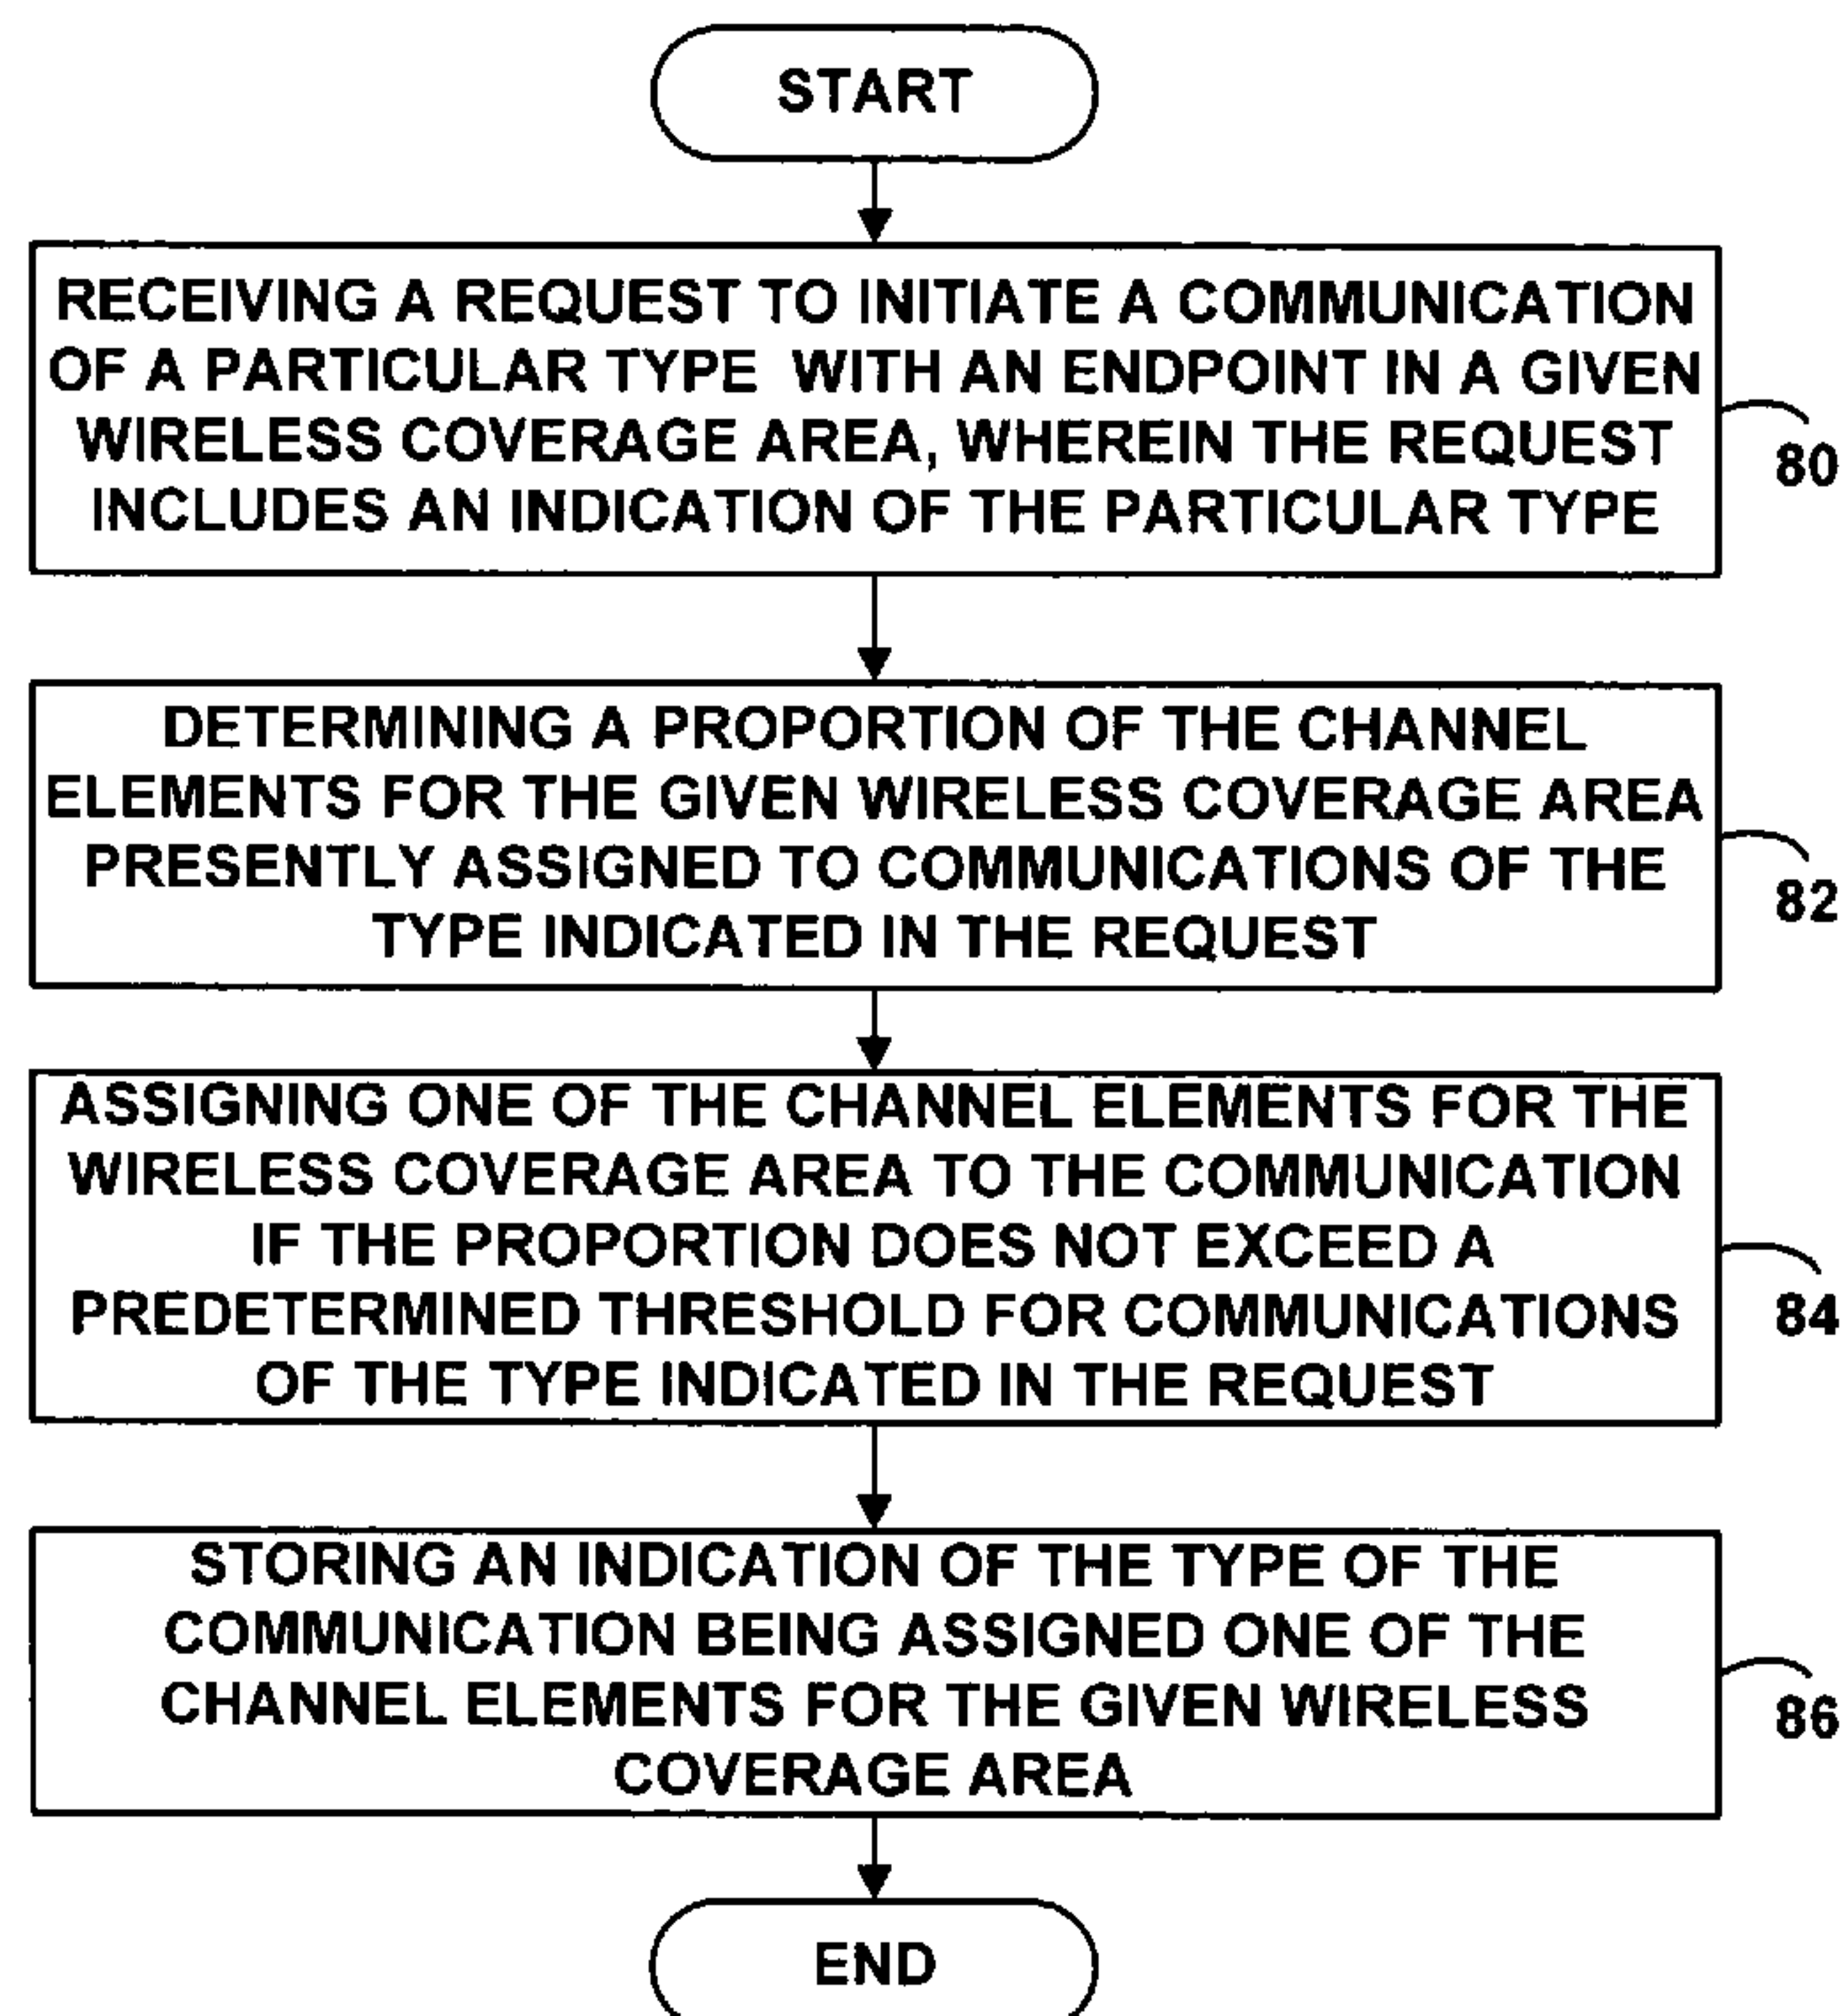 START
RECEIVING A REQUEST TO INITIATE A COMMUNICATION
OF A PARTICULAR TYPE WITH AN ENDPOINT IN A GIVEN
WIRELESS COVERAGE AREA, WHEREIN THE REQUEST
INCLUDES AN INDICATION OF THE PARTICULAR TYPE
80
DETERMINING A PROPORTION OF THE CHANNEL
ELEMENTS FOR THE GIVEN WIRELESS COVERAGE AREA
PRESENTLY ASSIGNED TO COMMUNICATIONS OF THE
TYPE INDICATED IN THE REQUEST
82
ASSIGNING ONE OF THE CHANNEL ELEMENTS FOR THE
WIRELESS COVERAGE AREA TO THE COMMUNICATION
IF THE PROPORTION DOES NOT EXCEED A
PREDETERMINED THRESHOLD FOR COMMUNICATIONS
OF THE TYPE INDICATED IN THE REQUEST
84
STORING AN INDICATION OF THE TYPE OF THE
COMMUNICATION BEING ASSIGNED ONE OF THE
CHANNEL ELEMENTS FOR THE GIVEN WIRELESS
COVERAGE AREA
86
END